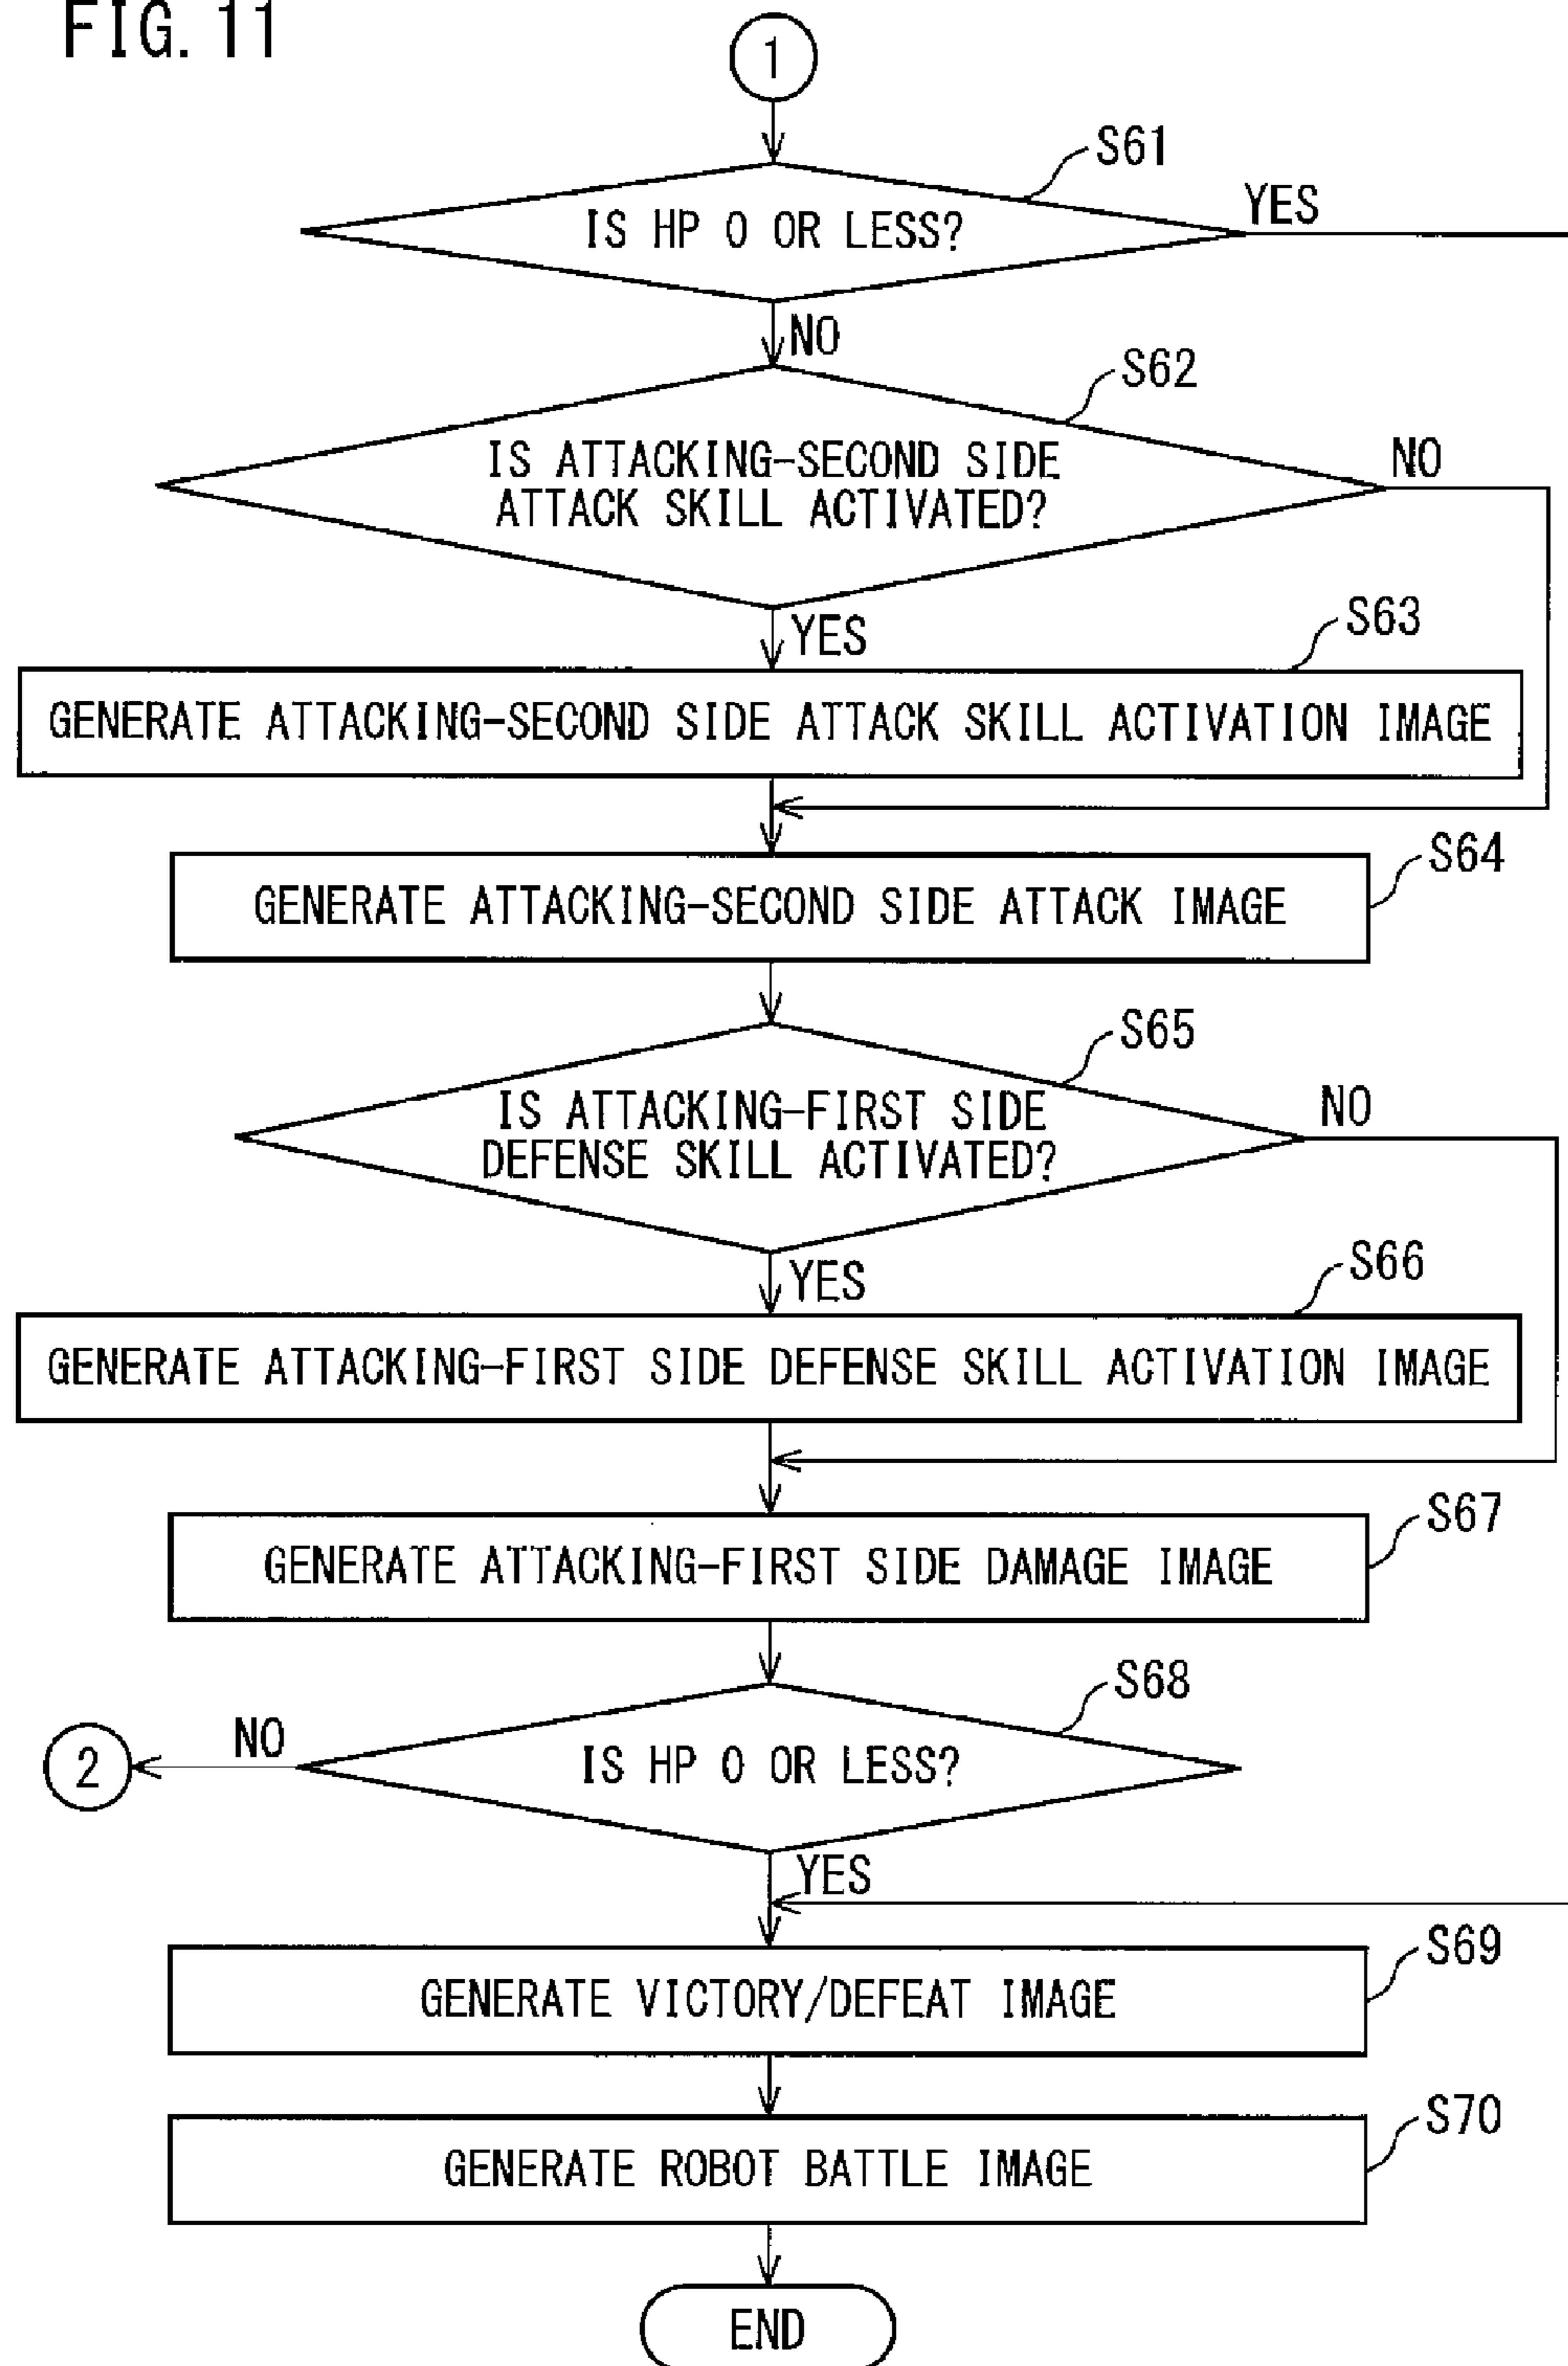 FIG. 11
1
S61
IS HP 0 OR LESS?
YES
NO
S62
IS ATTACKING-SECOND SIDE
ATTACK SKILL ACTIVATED?
NO
YES
S63
GENERATE ATTACKING-SECOND SIDE ATTACK SKILL ACTIVATION IMAGE
S64
GENERATE ATTACKING-SECOND SIDE ATTACK IMAGE
S65
IS ATTACKING-FIRST SIDE
DEFENSE SKILL ACTIVATED?
NO
YES
S66
GENERATE ATTACKING-FIRST SIDE DEFENSE SKILL ACTIVATION IMAGE
S67
GENERATE ATTACKING-FIRST SIDE DAMAGE IMAGE
S68
IS HP 0 OR LESS?
NO
2
YES
S69
GENERATE VICTORY/DEFEAT IMAGE
S70
GENERATE ROBOT BATTLE IMAGE
END